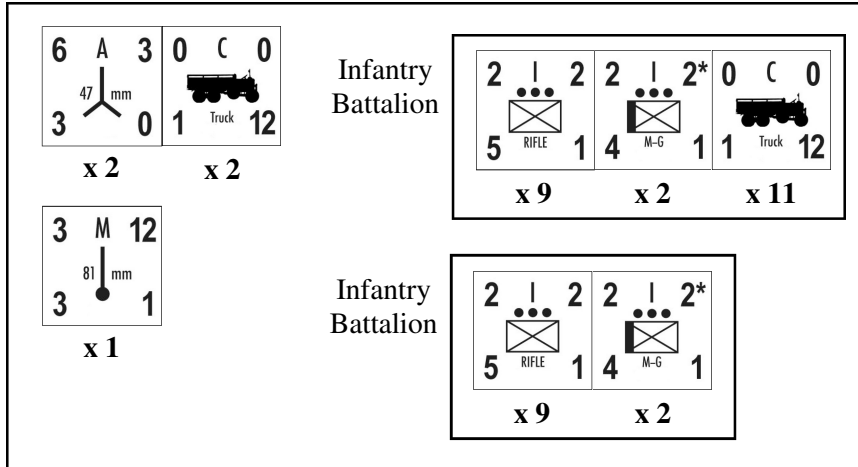 6 A 3
47 mm
3 0
x 2
0 C 0
Truck
1 12
x 2
3 M 12
81 mm
3 1
x 1
Infantry
Battalion
2 I 2
RIFLE
5 1
x 9
2 I 2*
M–G
4 1
x 2
0 C 0
Truck
1 12
x 11
Infantry
Battalion
2 I 2
RIFLE
5 1
x 9
2 I 2*
M–G
4 1
x 2